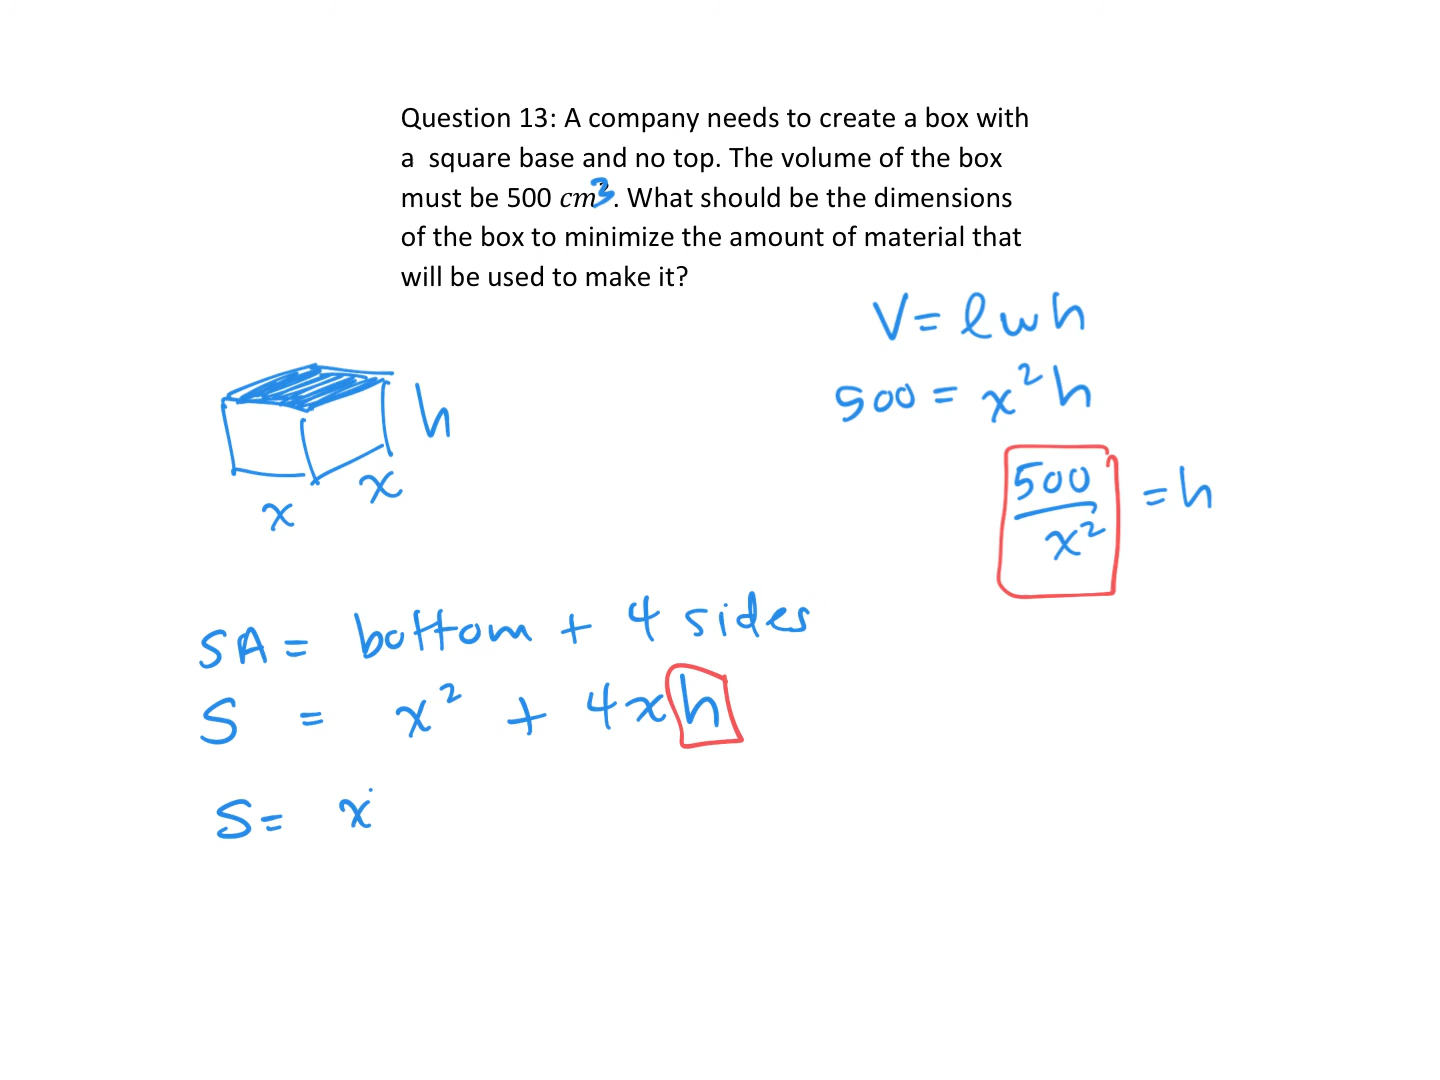 Question 13: A company needs to create a box with
a square base and no top. The volume of the box
must be 500 cm³. What should be the dimensions
of the box to minimize the amount of material that
will be used to make it?
V = lwh
500 = x²h
500/x² = h
h
x
x
SA = bottom + 4 sides
S = x² + 4xh
S = x